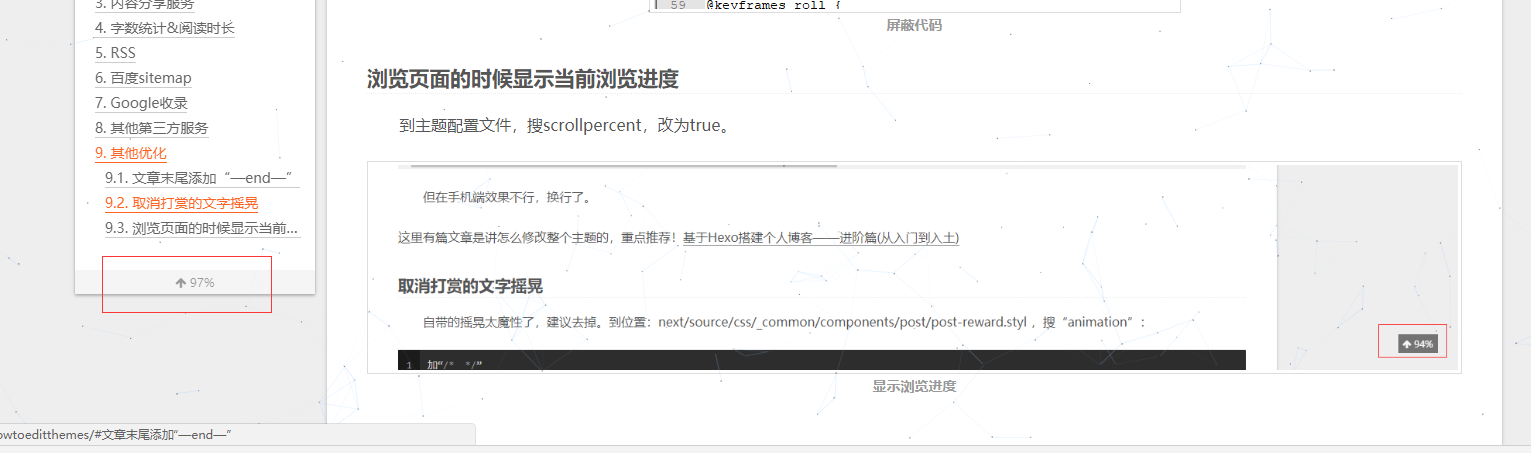 3. 内容分享服务
4. 字数统计&阅读时长
5. RSS
6. 百度sitemap
7. Google收录
8. 其他第三方服务
9. 其他优化
9.1. 文章末尾添加“—end—”
9.2. 取消打赏的文字摇晃
9.3. 浏览页面的时候显示当前...
97%
59 @keyframes roll {
屏蔽代码
浏览页面的时候显示当前浏览进度
到主题配置文件，搜scrollpercent，改为true。
但在手机端效果不行，换行了。
这里有篇文章是讲怎么修改整个主题的，重点推荐！基于Hexo搭建个人博客——进阶篇(从入门到入土)
取消打赏的文字摇晃
自带的摇晃太魔性了，建议去掉。到位置：next/source/css/_common/components/post/post-reward.styl ，搜“animation”：
1 加“/* */”
94%
显示浏览进度
owtoeditthemes/#文章末尾添加“—end—”